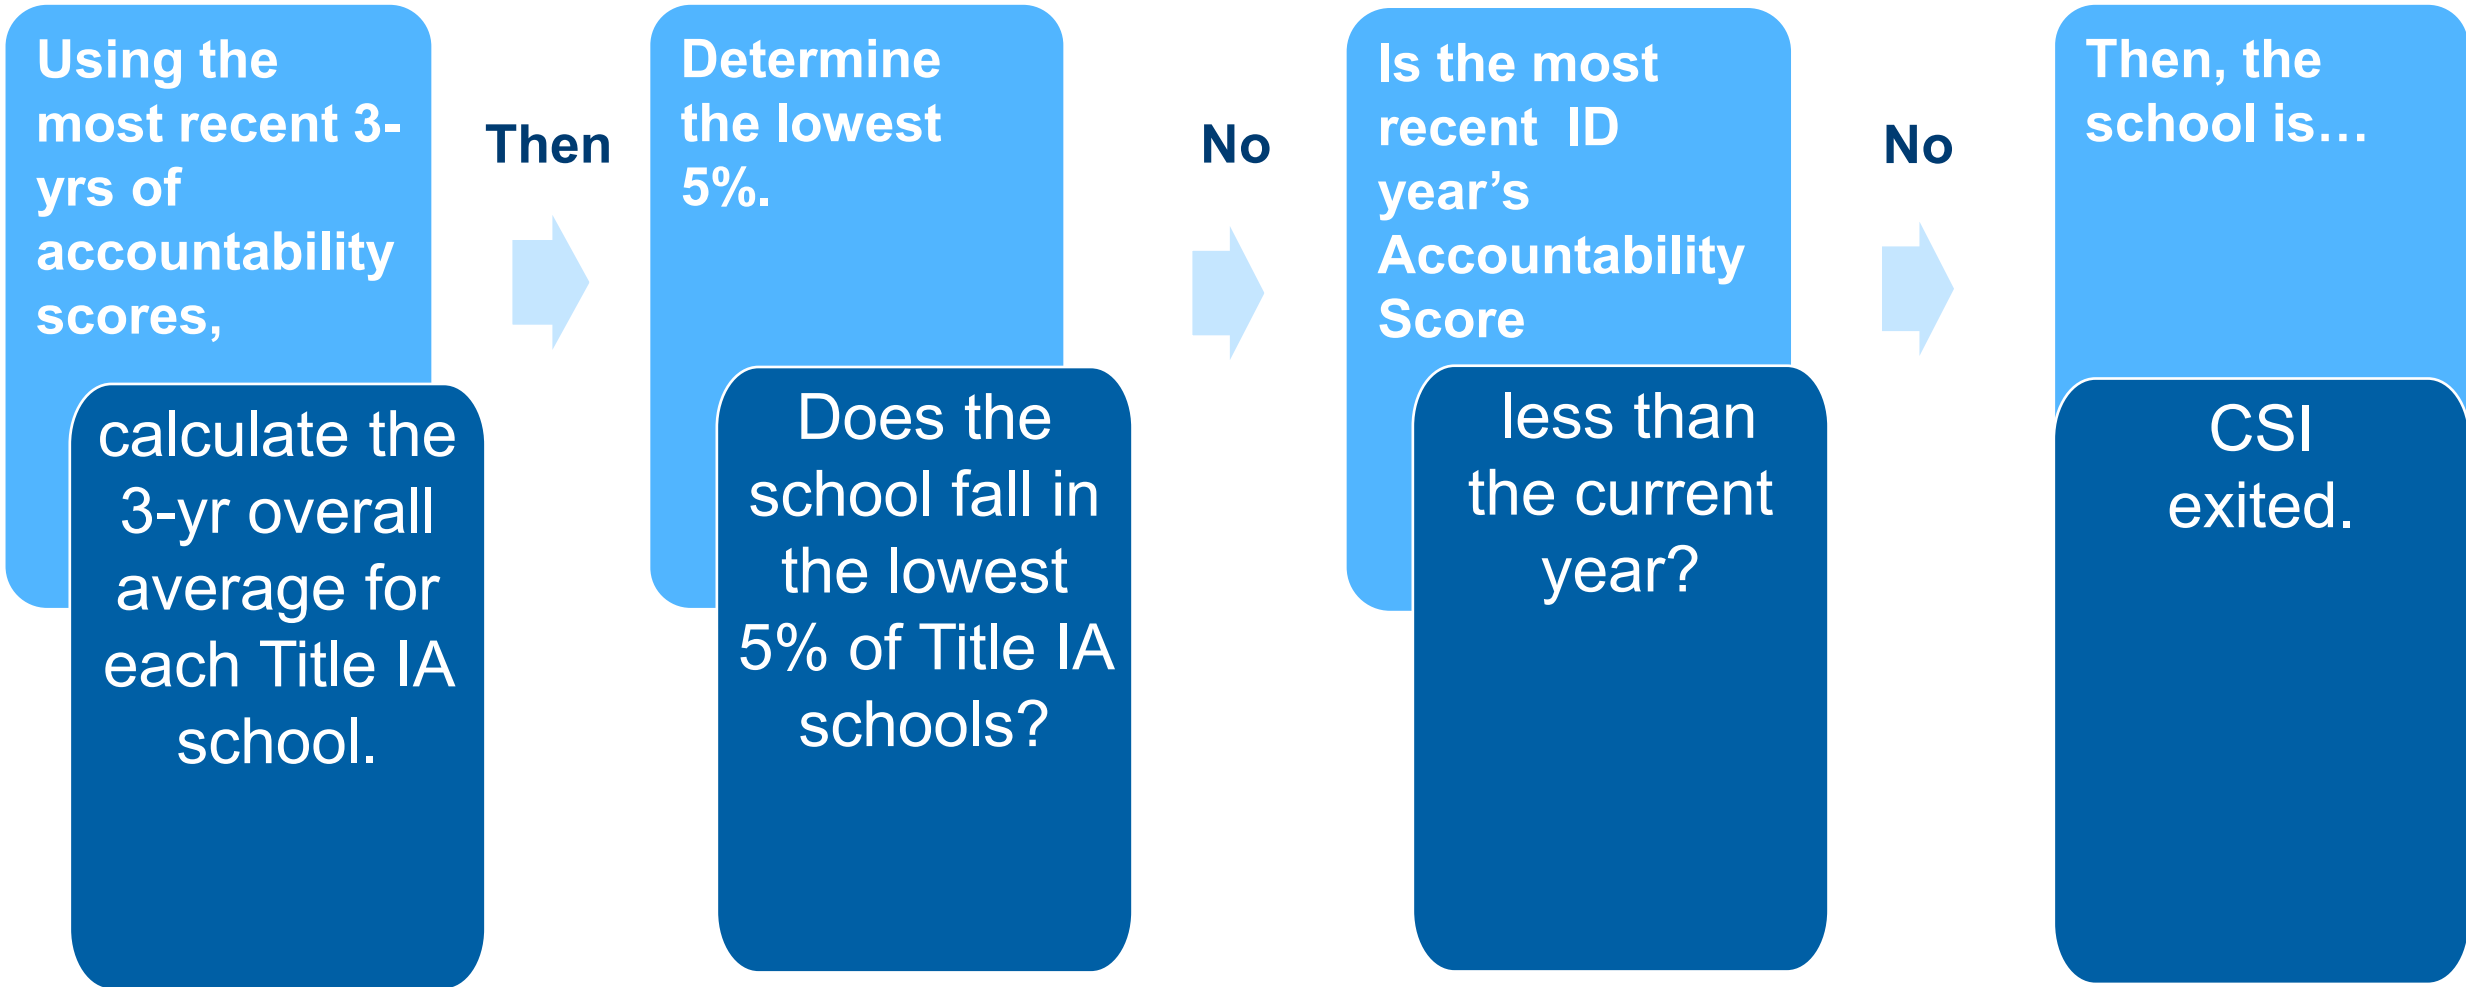 Using the
most recent 3-
yrs of
accountability
scores,
calculate the
3-yr overall
average for
each Title IA
school.
Then
Determine
the lowest
5%.
Does the
school fall in
the lowest
5% of Title IA
schools?
No
Is the most
recent  ID
year’s
Accountability
Score
less than
the current
year?
No
Then, the
school is…
CSI
exited.